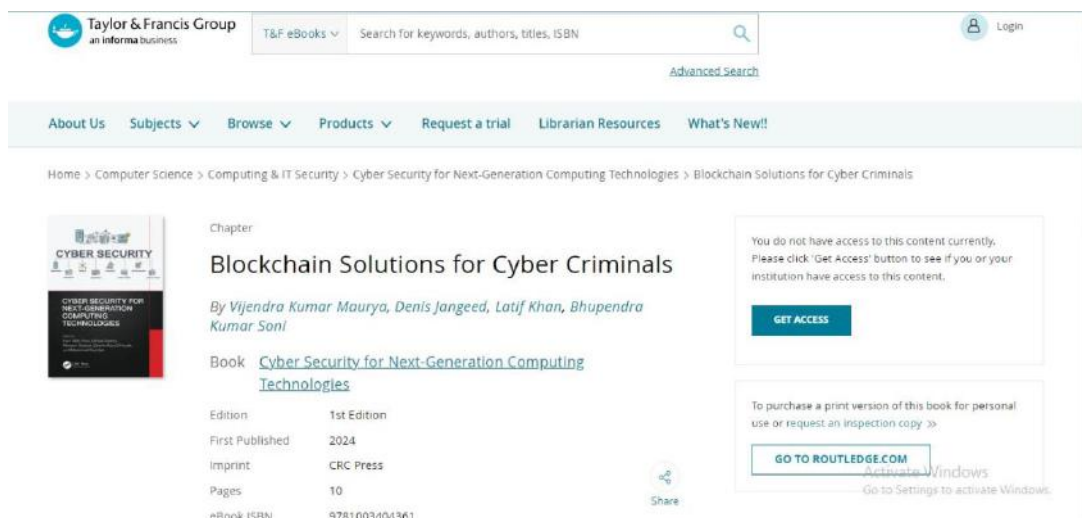 Taylor & Francis Group
an informa business
T&F eBooks
Search for keywords, authors, titles, ISBN
Login
Advanced Search
About Us Subjects Browse Products Request a trial Librarian Resources What's New!!
Home > Computer Science > Computing & IT Security > Cyber Security for Next-Generation Computing Technologies > Blockchain Solutions for Cyber Criminals
CYBER SECURITY
CYBER SECURITY FOR
NEXT-GENERATION
COMPUTING
TECHNOLOGIES
Chapter
Blockchain Solutions for Cyber Criminals
By Vijendra Kumar Maurya, Denis Jangeed, Latif Khan, Bhupendra
Kumar Soni
Book Cyber Security for Next-Generation Computing
Technologies
Edition 1st Edition
First Published 2024
Imprint CRC Press
Pages 10
eBook ISBN 9781003404361
Share
You do not have access to this content currently.
Please click 'Get Access' button to see if you or your
institution have access to this content.
GET ACCESS
To purchase a print version of this book for personal
use or request an inspection copy >>
GO TO ROUTLEDGE.COM
Activate Windows
Go to Settings to activate Windows.